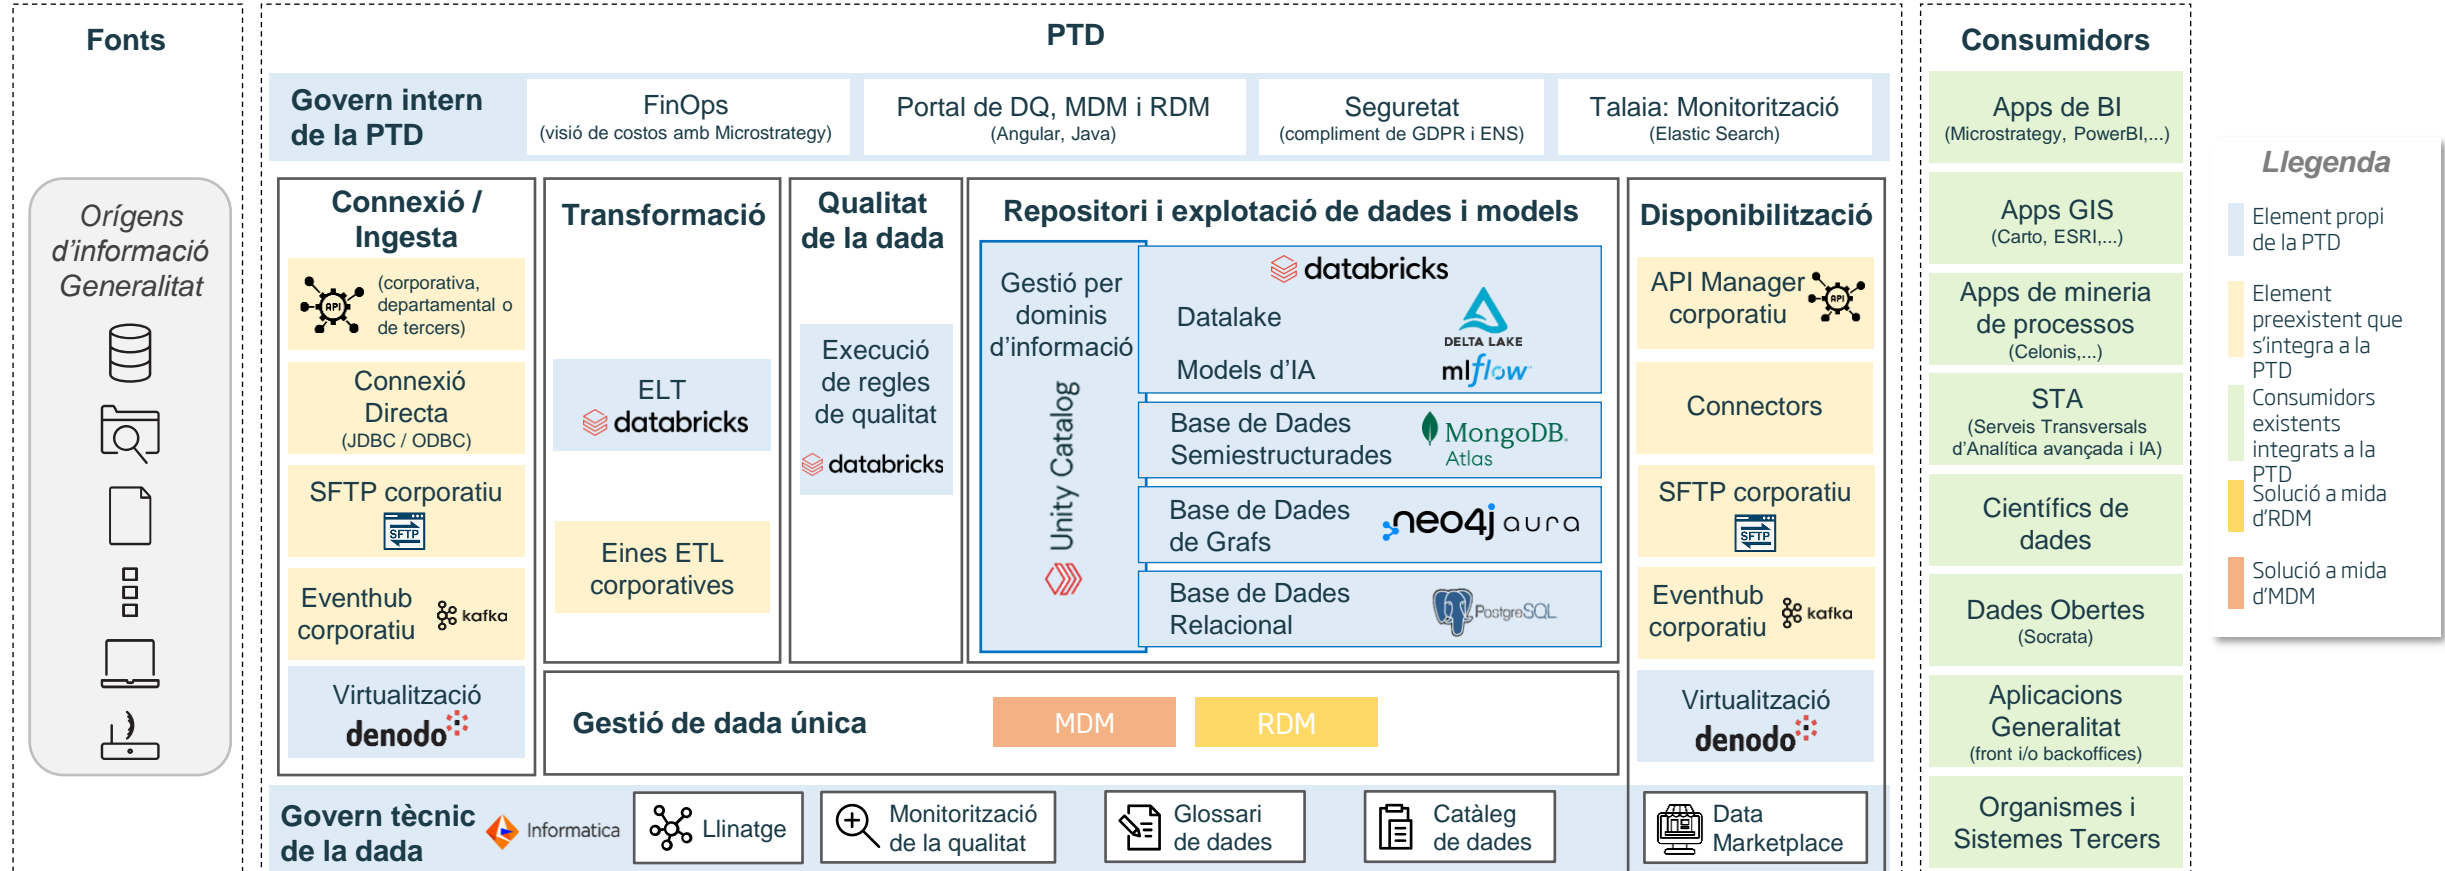 Fonts
Orígens
d'informació
Generalitat
PTD
Govern intern
de la PTD
FinOps
(visió de costos amb Microstrategy)
Portal de DQ, MDM i RDM
(Angular, Java)
Seguretat
(compliment de GDPR i ENS)
Talaia: Monitorització
(Elastic Search)
Connexió /
Ingesta
API
(corporativa,
departamental o
de tercers)
Connexió
Directa
(JDBC / ODBC)
SFTP corporatiu
SFTP
Eventhub
corporatiu
kafka
Virtualització
denodo
Transformació
ELT
databricks
Eines ETL
corporatives
Qualitat
de la dada
Execució
de regles
de qualitat
databricks
Repositori i explotació de dades i models
Gestió per
dominis
d'informació
Unity Catalog
databricks
Datalake
DELTA LAKE
Models d'IA
mlflow
Base de Dades
Semiestructurades
MongoDB.
Atlas
Base de Dades
de Grafs
neo4j aura
Base de Dades
Relacional
PostgreSQL
Gestió de dada única
MDM
RDM
Disponibilització
API Manager
corporatiu
API
Connectors
SFTP corporatiu
SFTP
Eventhub
corporatiu
kafka
Virtualització
denodo
Govern tècnic
de la dada
Informatica
Llinatge
Monitorització
de la qualitat
Glossari
de dades
Catàleg
de dades
Data
Marketplace
Consumidors
Apps de BI
(Microstrategy, PowerBI,...)
Apps GIS
(Carto, ESRI,...)
Apps de mineria
de processos
(Celonis,...)
STA
(Serveis Transversals
d'Analítica avançada i IA)
Científics de
dades
Dades Obertes
(Socrata)
Aplicacions
Generalitat
(front i/o backoffices)
Organismes i
Sistemes Tercers
Llegenda
Element propi
de la PTD
Element
preexistent que
s'integra a la
PTD
Consumidors
existents
integrats a la
PTD
Solució a mida
d'RDM
Solució a mida
d'MDM